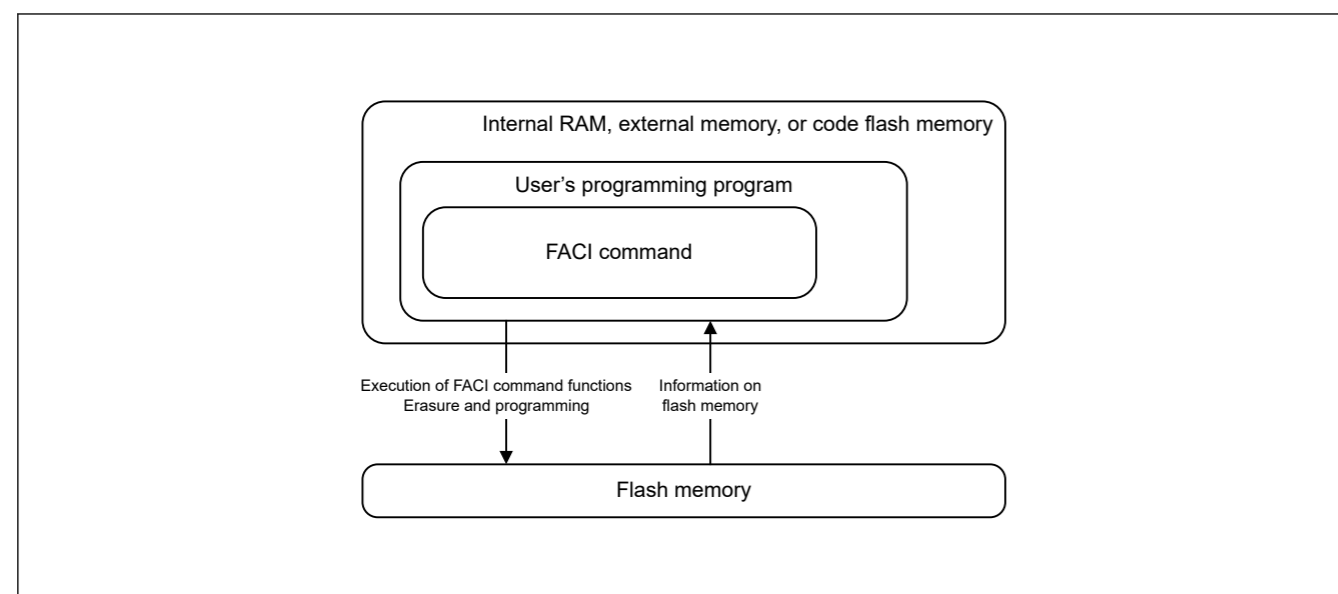 Internal RAM, external memory, or code flash memory
User’s programming program
FACI command
Execution of FACI command functions
Erasure and programming
Information on
flash memory
Flash memory